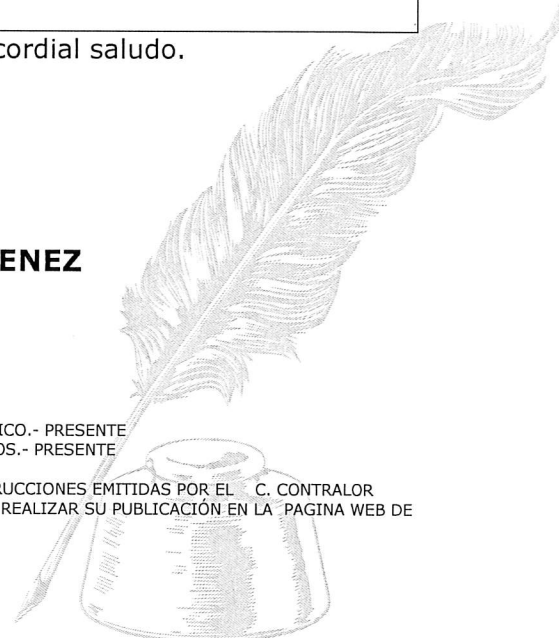 cordial saludo.
ENEZ
ICO.- PRESENTE
OS.- PRESENTE
RUCCIONES EMITIDAS POR EL C. CONTRALOR
REALIZAR SU PUBLICACIÓN EN LA PAGINA WEB DE